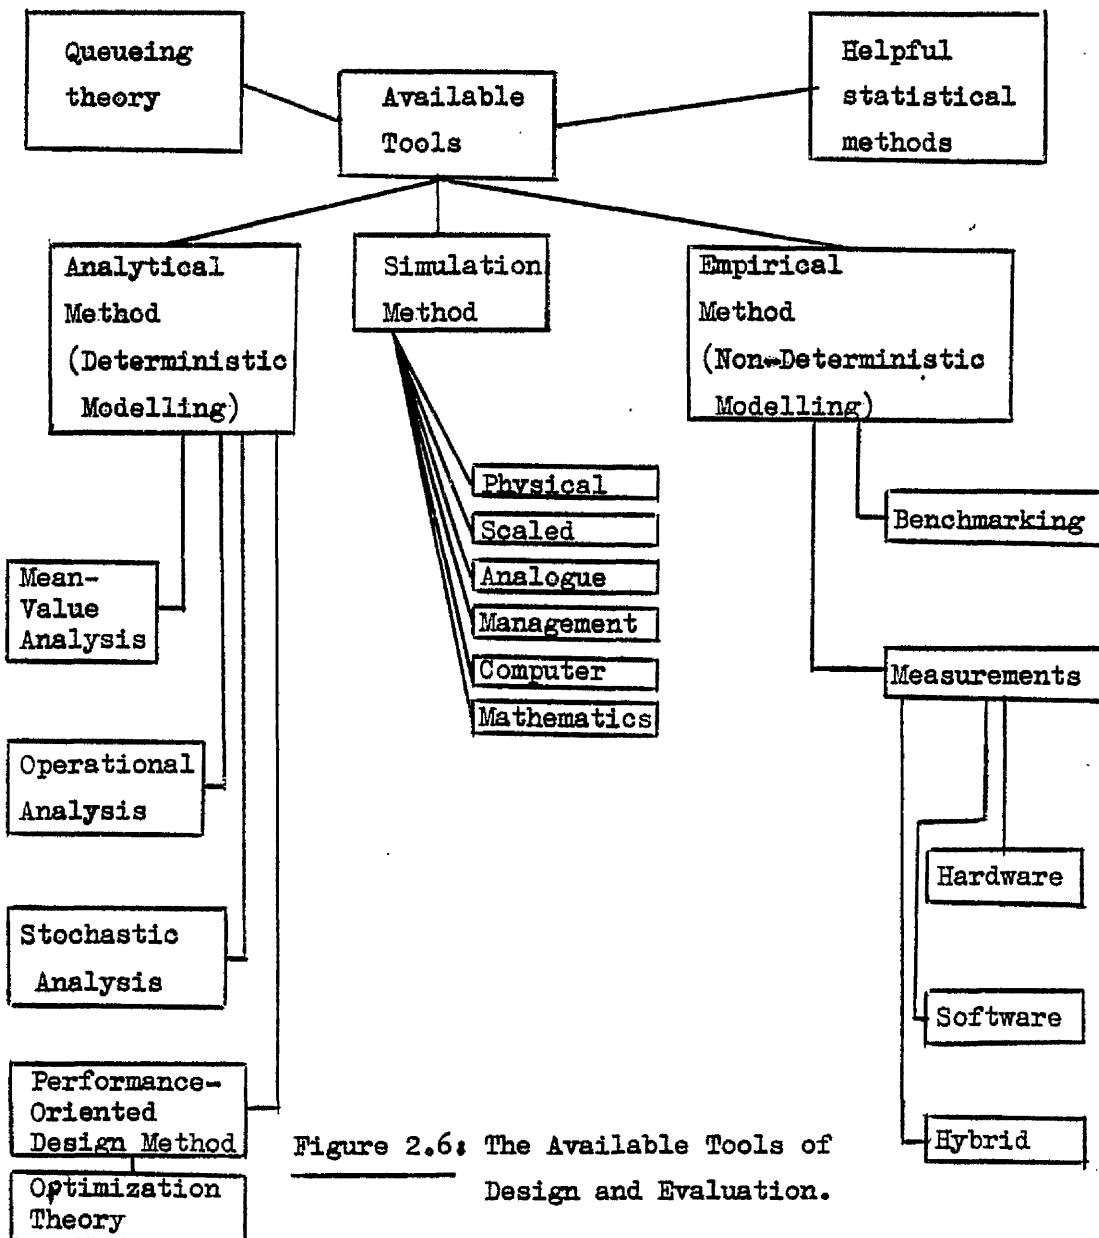 Queueing
theory
Available
Tools
Helpful
statistical
methods
Analytical
Method
(Deterministic
Modelling)
Simulation
Method
Empirical
Method
(Non-Deterministic
Modelling)
Physical
Scaled
Analogue
Management
Computer
Mathematics
Benchmarking
Measurements
Mean-
Value
Analysis
Operational
Analysis
Stochastic
Analysis
Performance-
Oriented
Design Method
Optimization
Theory
Hardware
Software
Hybrid
Figure 2.6: The Available Tools of
Design and Evaluation.